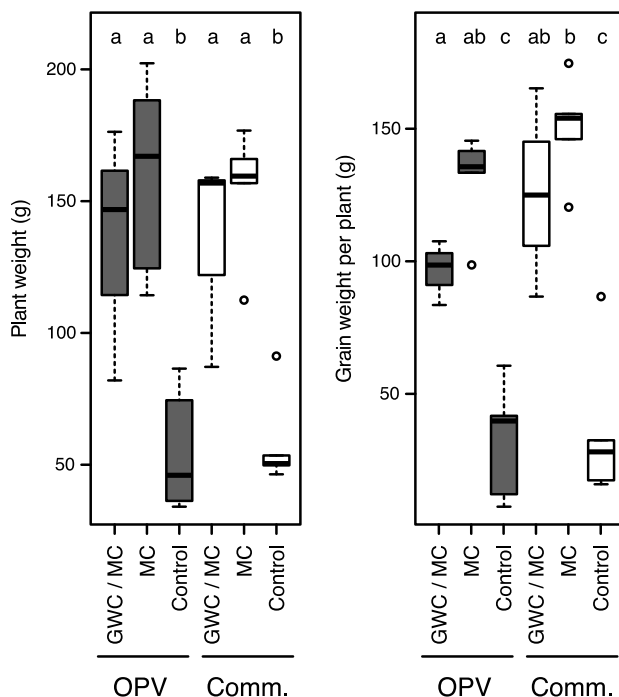 a a b a a b
Plant weight (g)
200
150
100
50
GWC / MC
MC
Control
GWC / MC
MC
Control
OPV Comm.
a ab c ab b c
Grain weight per plant (g)
150
100
50
GWC / MC
MC
Control
GWC / MC
MC
Control
OPV Comm.